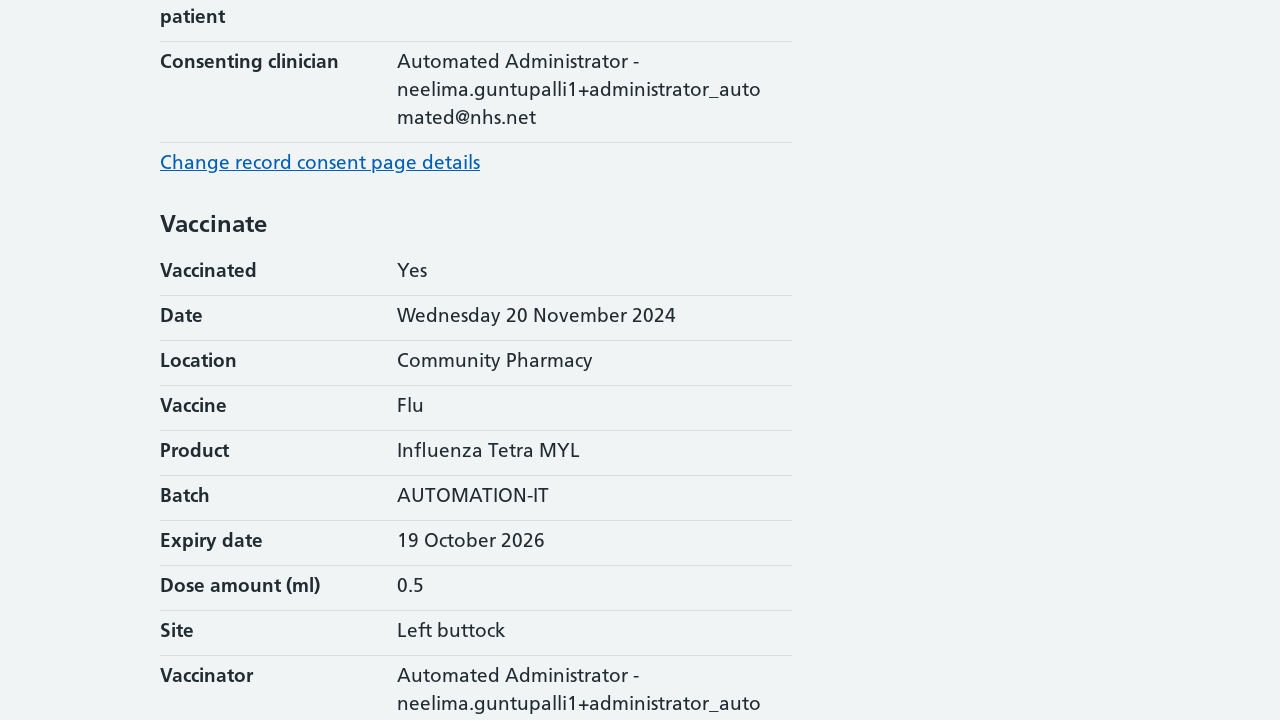 patient
Consenting clinician Automated Administrator -
neelima.guntupalli1+administrator_auto
mated@nhs.net
Change record consent page details
Vaccinate
Vaccinated Yes
Date Wednesday 20 November 2024
Location Community Pharmacy
Vaccine Flu
Product Influenza Tetra MYL
Batch AUTOMATION-IT
Expiry date 19 October 2026
Dose amount (ml) 0.5
Site Left buttock
Vaccinator Automated Administrator -
neelima.guntupalli1+administrator_auto